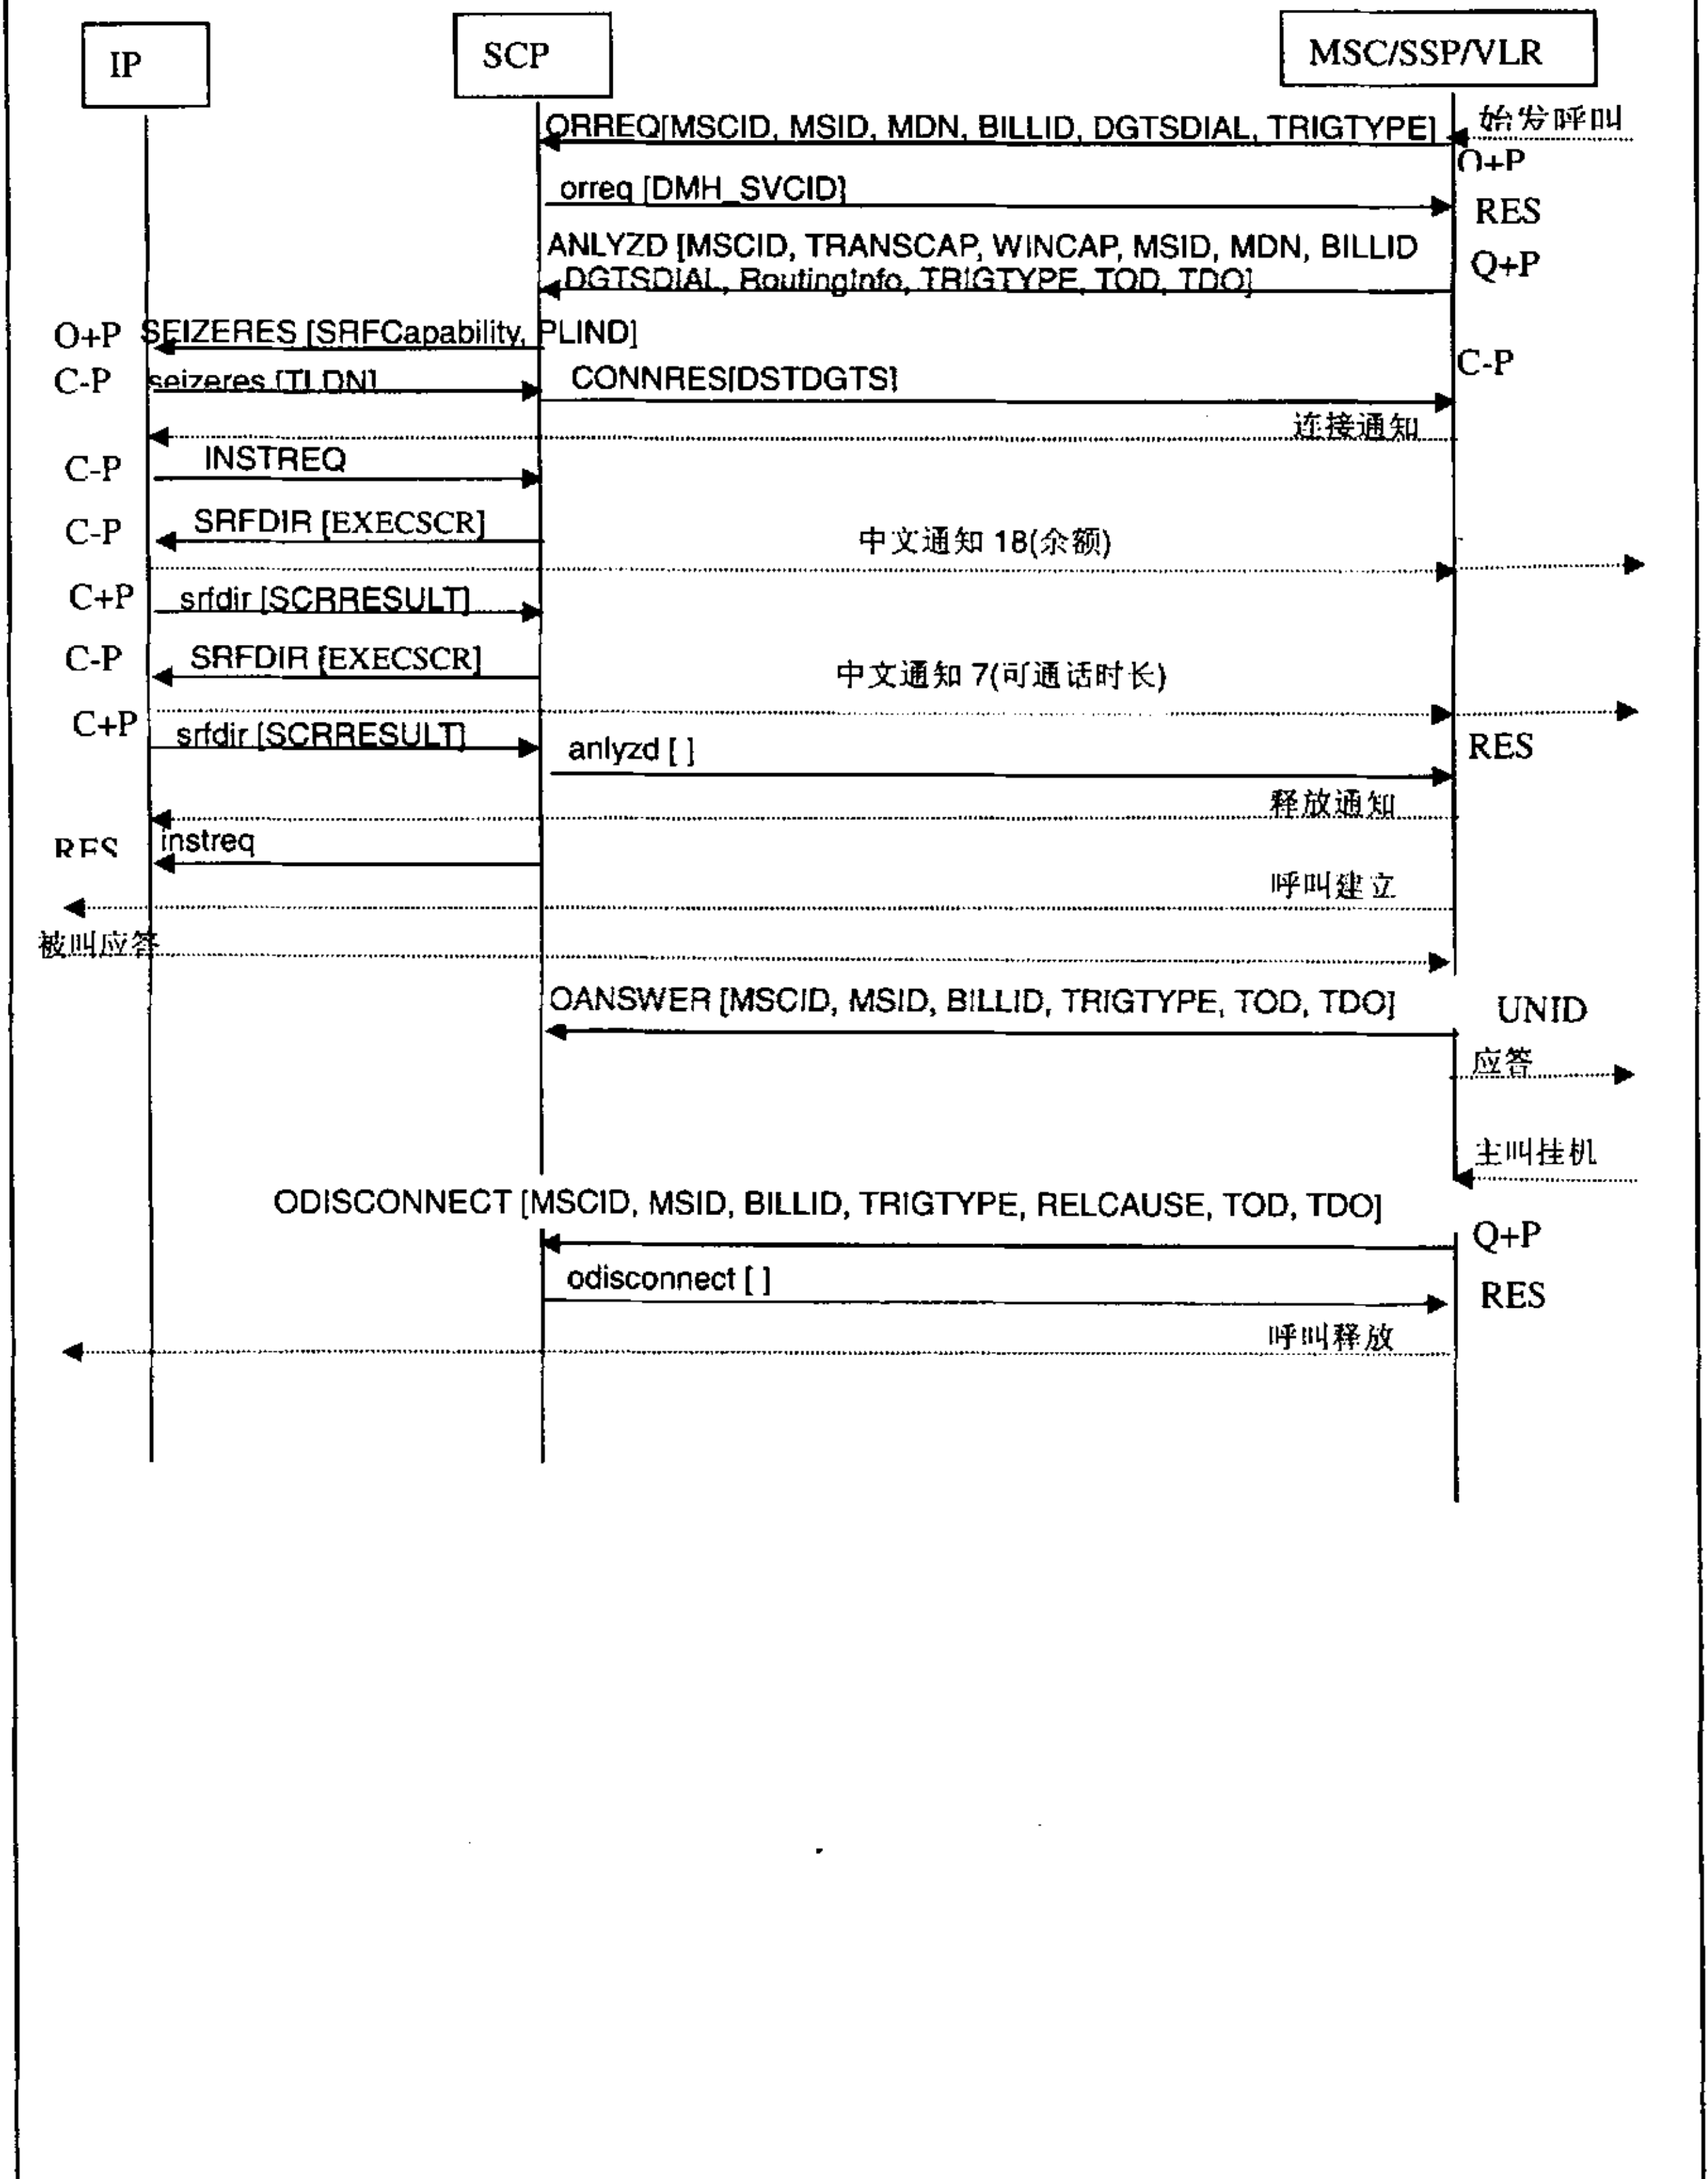 IP
SCP
MSC/SSP/VLR
ORREQ[MSCID, MSID, MDN, BILLID, DGTSDIAL, TRIGTYPE]
始发呼叫
Q+P
orreq [DMH_SVCID]
RES
ANLYZD [MSCID, TRANSCAP, WINCAP, MSID, MDN, BILLID
Q+P
DGTSDIAL, RoutingInfo, TRIGTYPE, TOD, TDO]
Q+P
SEIZERES [SRFCapability, PLIND]
C-P
C-P
seizeres [TLDN]
CONNRES[DSTDGTS]
连接通知
C-P
INSTREQ
C-P
SRFDIR [EXECSCR]
中文通知 18(余额)
C+P
srfdir [SCRRESULT]
C-P
SRFDIR [EXECSCR]
中文通知 7(可通话时长)
C+P
srfdir [SCRRESULT]
anlyzd [ ]
RES
释放通知
RES
instreq
呼叫建立
被叫应答
OANSWER [MSCID, MSID, BILLID, TRIGTYPE, TOD, TDO]
UNID
应答
主叫挂机
ODISCONNECT [MSCID, MSID, BILLID, TRIGTYPE, RELCAUSE, TOD, TDO]
Q+P
odisconnect [ ]
RES
呼叫释放